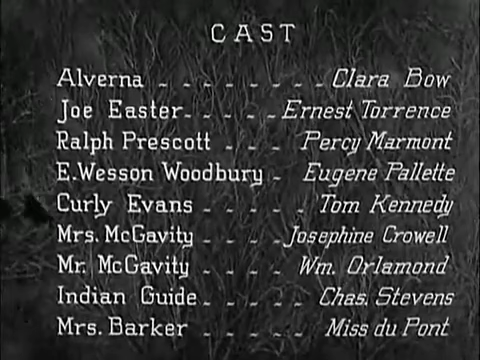 CAST
Alverna - - - - - - - - Clara Bow
Joe Easter - - - - - Ernest Torrence
Ralph Prescott - - - Percy Marmont
E. Wesson Woodbury - Eugene Pallette
Curly Evans - - - - - Tom Kennedy
Mrs. McGavity - - - - Josephine Crowell
Mr. McGavity - - - - Wm. Orlamond
Indian Guide - - - - - Chas. Stevens
Mrs. Barker - - - - - Miss du Pont